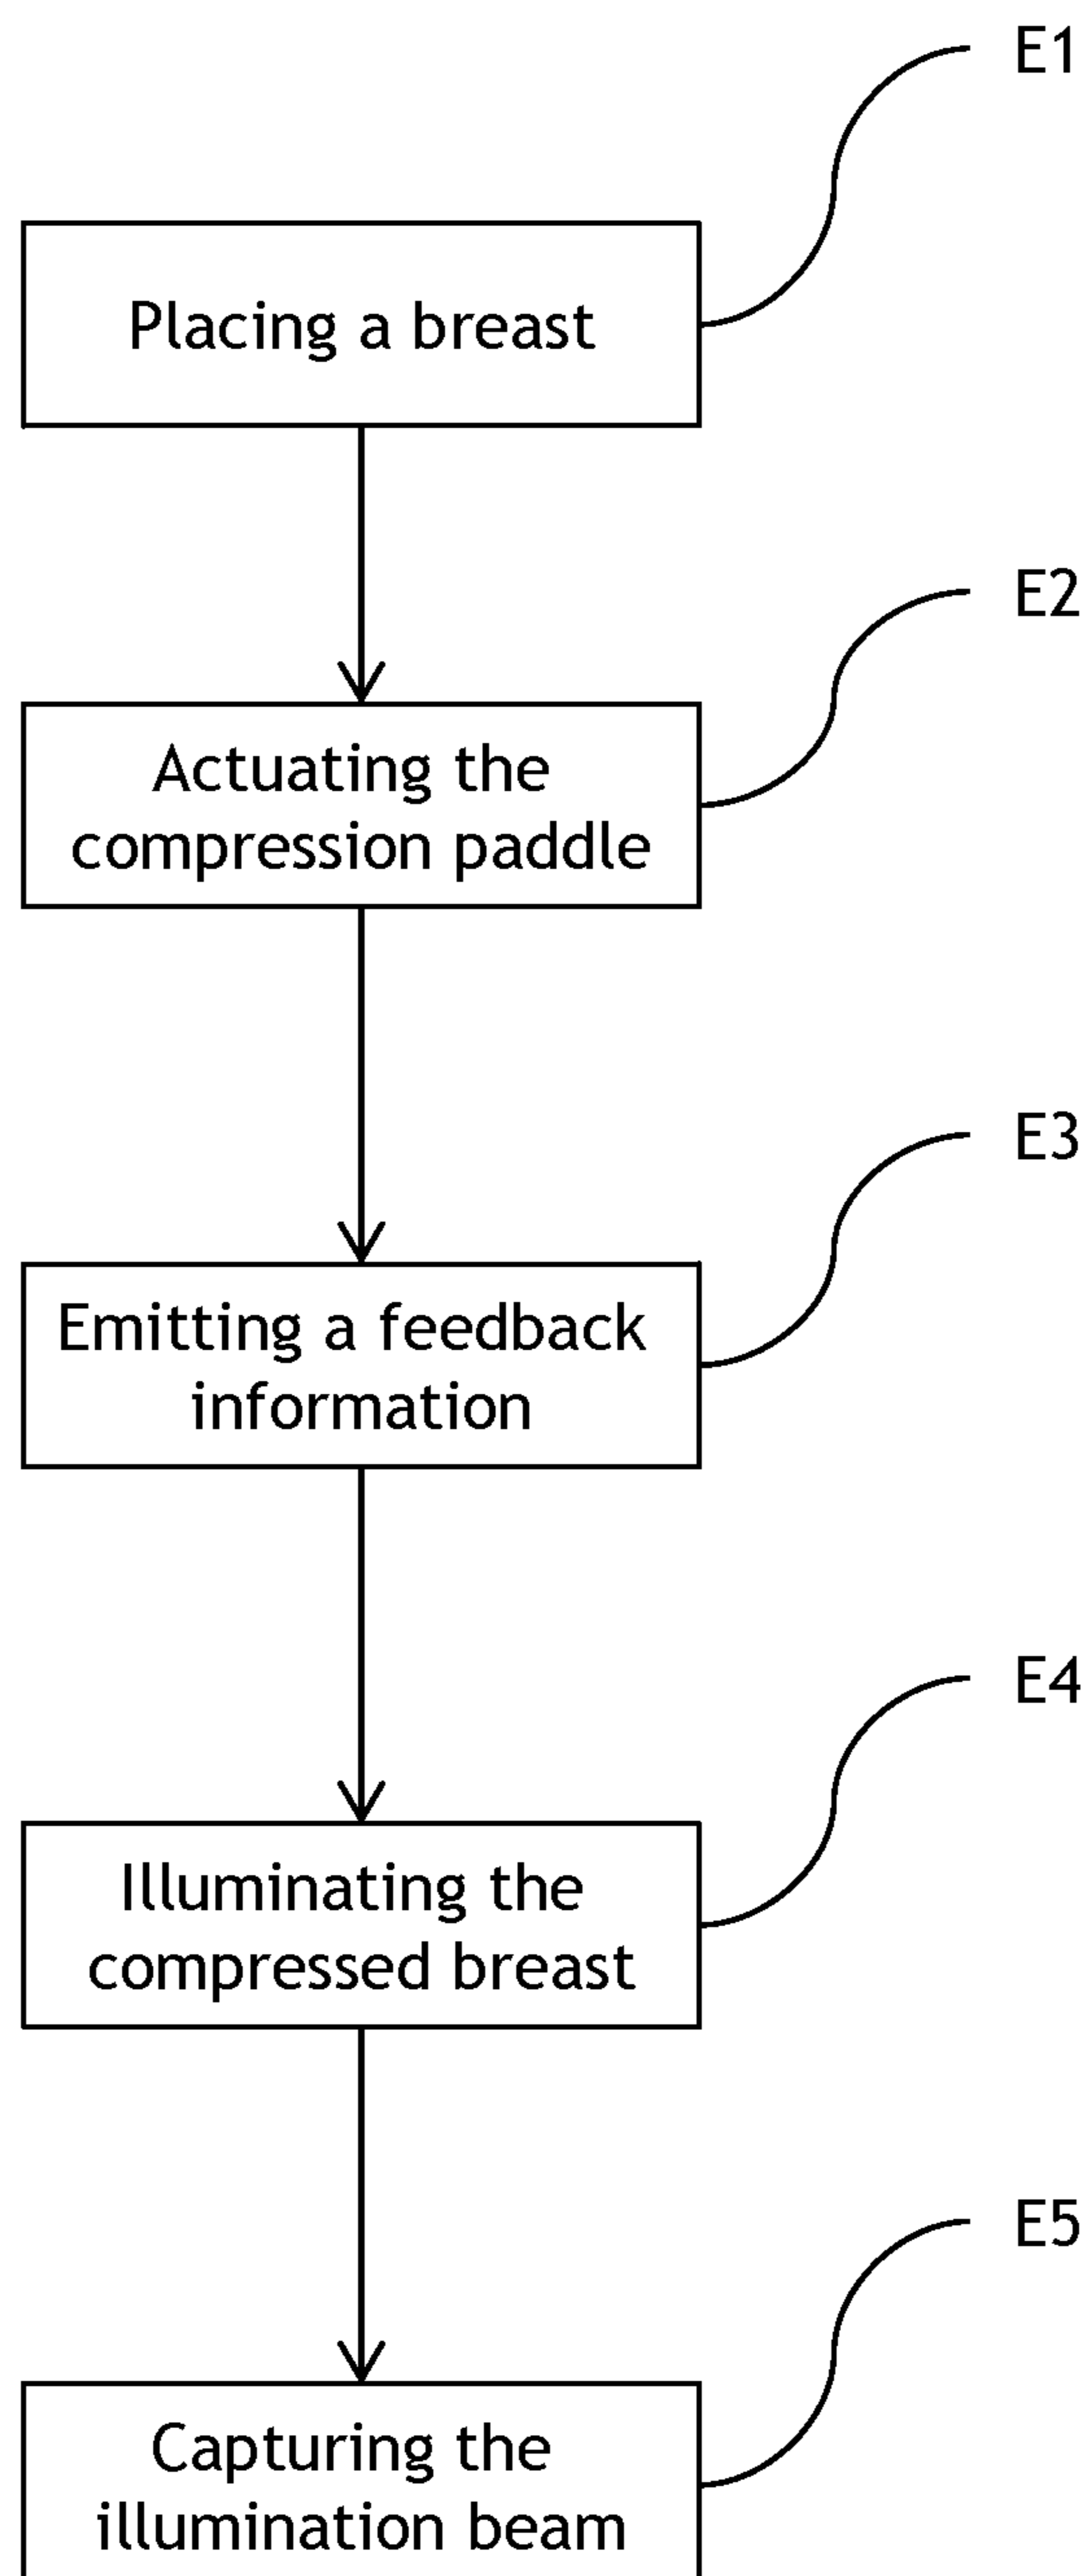 E1
Placing a breast
E2
Actuating the
compression paddle
E3
Emitting a feedback
information
E4
Illuminating the
compressed breast
E5
Capturing the
illumination beam